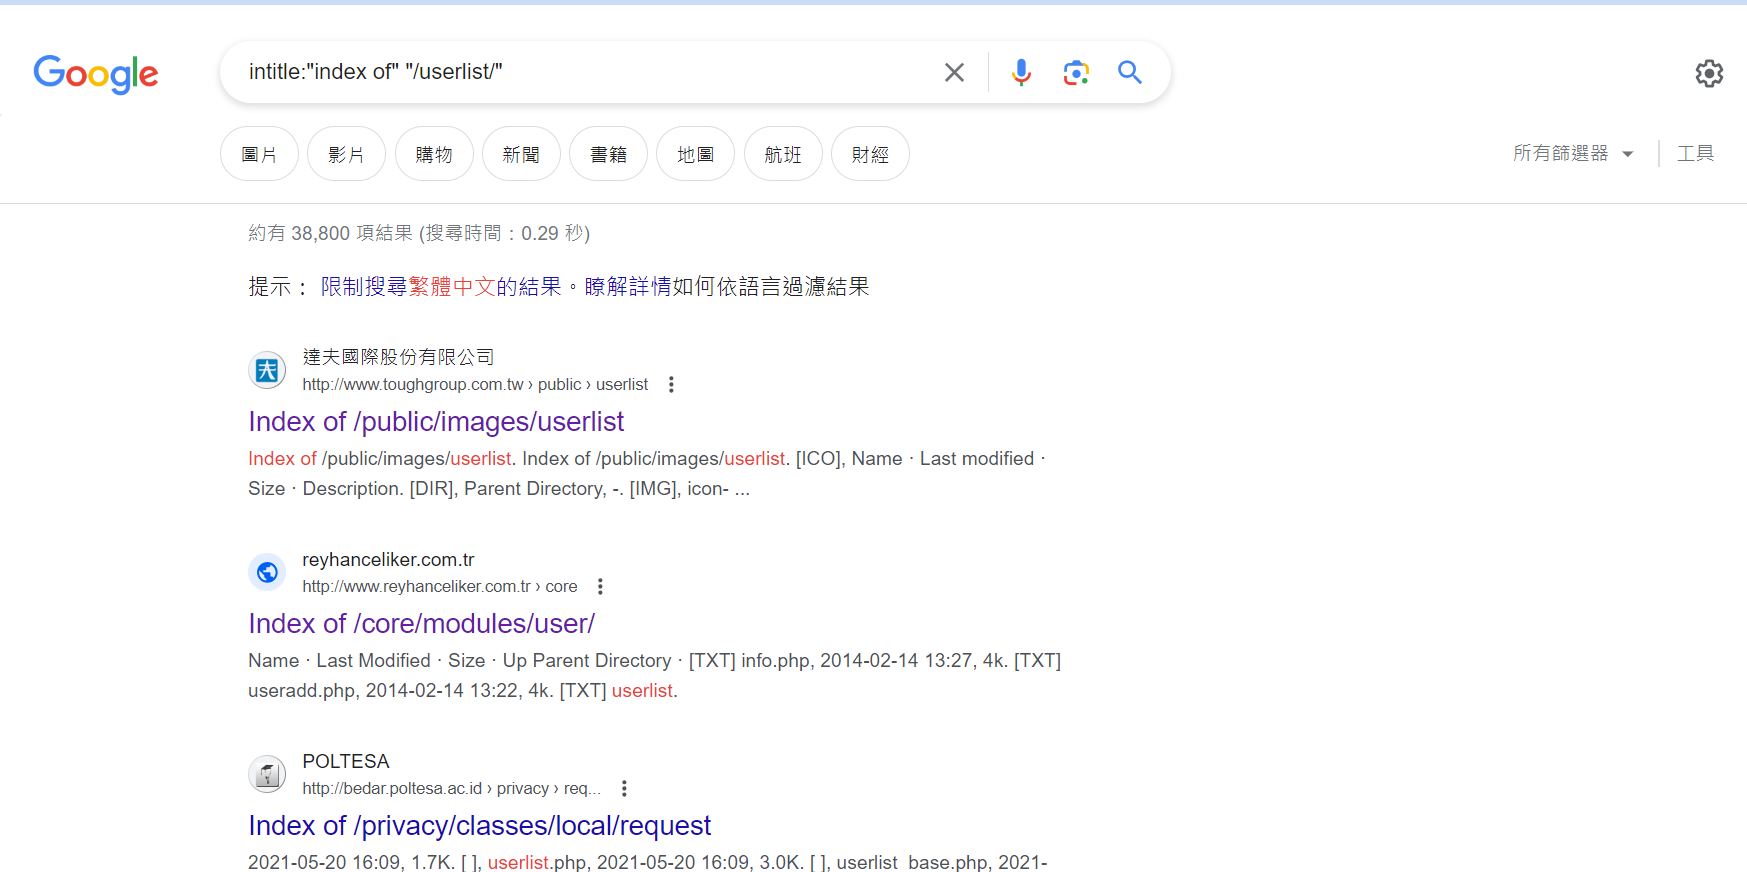 Google
intitle:"index of" "/userlist/"
圖片 影片 購物 新聞 書籍 地圖 航班 財經
所有篩選器 工具
約有 38,800 項結果 (搜尋時間：0.29 秒)
提示： 限制搜尋繁體中文的結果。瞭解詳情如何依語言過濾結果
達夫國際股份有限公司
http://www.toughgroup.com.tw › public › userlist
Index of /public/images/userlist
Index of /public/images/userlist. Index of /public/images/userlist. [ICO], Name · Last modified ·
Size · Description. [DIR], Parent Directory, -. [IMG], icon- ...
reyhanceliker.com.tr
http://www.reyhanceliker.com.tr › core
Index of /core/modules/user/
Name · Last Modified · Size · Up Parent Directory · [TXT] info.php, 2014-02-14 13:27, 4k. [TXT]
useradd.php, 2014-02-14 13:22, 4k. [TXT] userlist.
POLTESA
http://bedar.poltesa.ac.id › privacy › req...
Index of /privacy/classes/local/request
2021-05-20 16:09, 1.7K. [ ], userlist.php, 2021-05-20 16:09, 3.0K. [ ], userlist_base.php, 2021-